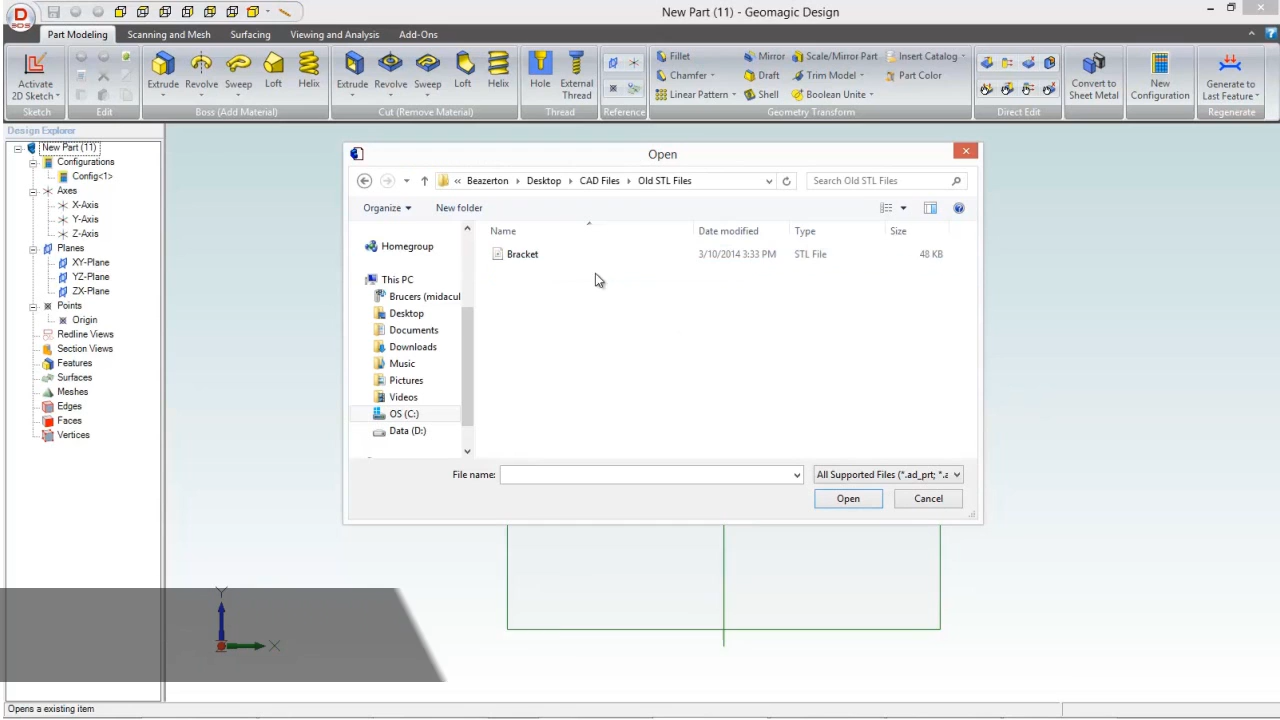 New Part (11) - Geomagic Design
Part Modeling
Scanning and Mesh
Surfacing
Viewing and Analysis
Add-Ons
Activate
2D Sketch
Sketch
Edit
Extrude
Revolve
Sweep
Loft
Helix
Boss (Add Material)
Extrude
Revolve
Sweep
Loft
Helix
Cut (Remove Material)
Hole
External
Thread
Thread
Reference
Fillet
Chamfer
Linear Pattern
Mirror
Draft
Shell
Scale/Mirror Part
Trim Model
Boolean Unite
Insert Catalog
Part Color
Geometry Transform
Direct Edit
Convert to
Sheet Metal
New
Configuration
Generate to
Last Feature
Regenerate
Design Explorer
New Part (11)
Configurations
Config<1>
Axes
X-Axis
Y-Axis
Z-Axis
Planes
XY-Plane
YZ-Plane
ZX-Plane
Points
Origin
Redline Views
Section Views
Features
Surfaces
Meshes
Edges
Faces
Vertices
Open
« Beazerton
Desktop
CAD Files
Old STL Files
Search Old STL Files
Organize
New folder
Name
Date modified
Type
Size
Bracket
3/10/2014 3:33 PM
STL File
48 KB
Homegroup
This PC
Brucers (midacul
Desktop
Documents
Downloads
Music
Pictures
Videos
OS (C:)
Data (D:)
File name:
All Supported Files (*.ad_prt; *.a
Open
Cancel
Y
X
Opens a existing item